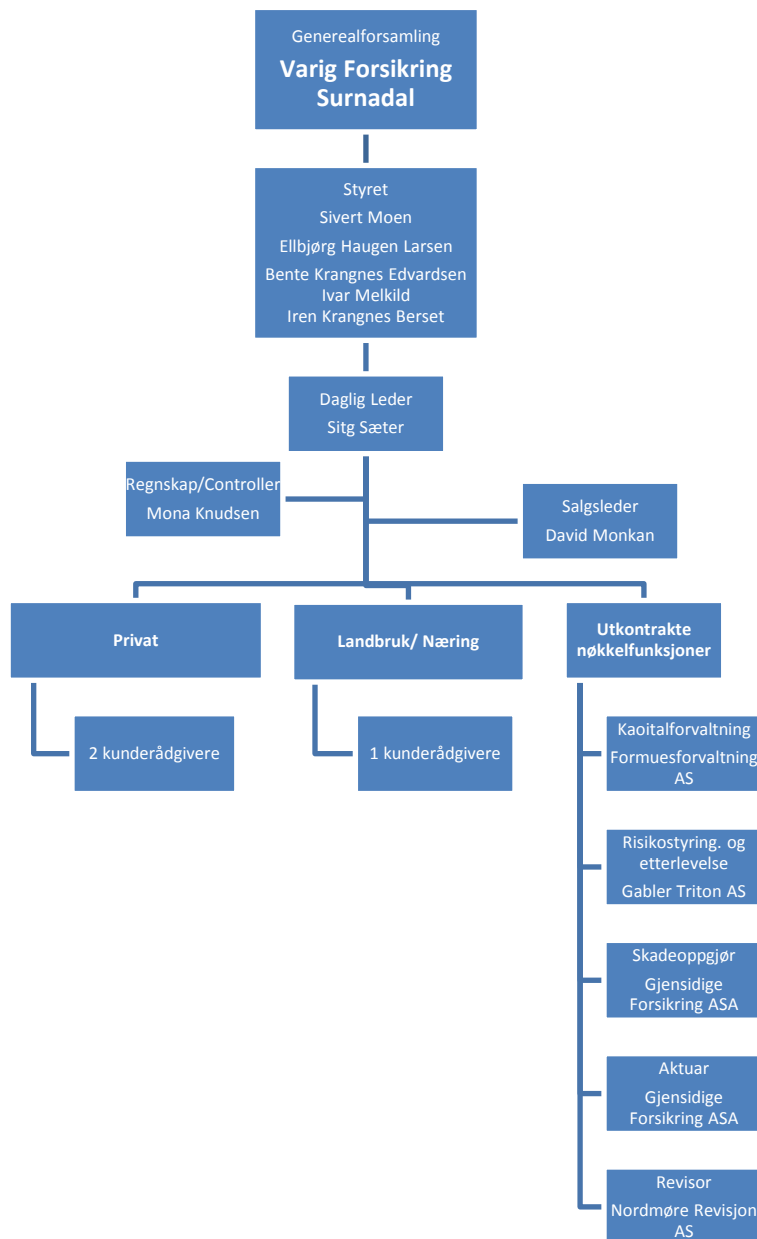 Generealforsamling
Varig Forsikring
Surnadal
Styret
Sivert Moen
Ellbjørg Haugen Larsen
Bente Krangnes Edvardsen
Ivar Melkild
Iren Krangnes Berset
Daglig Leder
Sitg Sæter
Regnskap/Controller
Mona Knudsen
Salgsleder
David Monkan
Privat
Landbruk/ Næring
Utkontrakte
nøkkelfunksjoner
2 kunderådgivere
1 kunderådgivere
Kaoitalforvaltning
Formuesforvaltning
AS
Risikostyring. og
etterlevelse
Gabler Triton AS
Skadeoppgjør
Gjensidige
Forsikring ASA
Aktuar
Gjensidige
Forsikring ASA
Revisor
Nordmøre Revisjon
AS